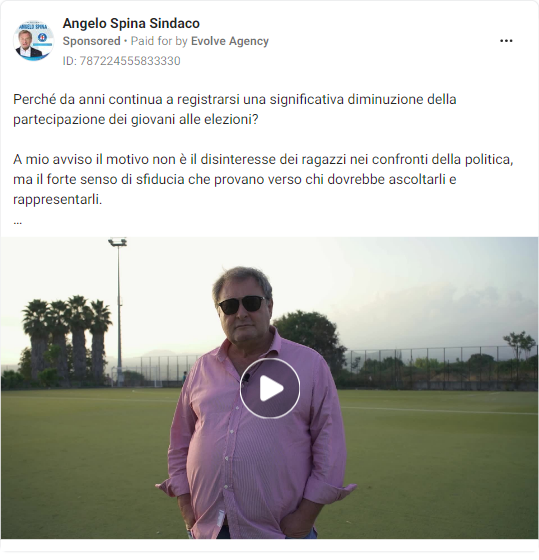 Angelo Spina Sindaco
Sponsored • Paid for by Evolve Agency
ID: 787224555833330
Perché da anni continua a registrarsi una significativa diminuzione della
partecipazione dei giovani alle elezioni?
A mio avviso il motivo non è il disinteresse dei ragazzi nei confronti della politica,
ma il forte senso di sfiducia che provano verso chi dovrebbe ascoltarli e
rappresentarli.
...